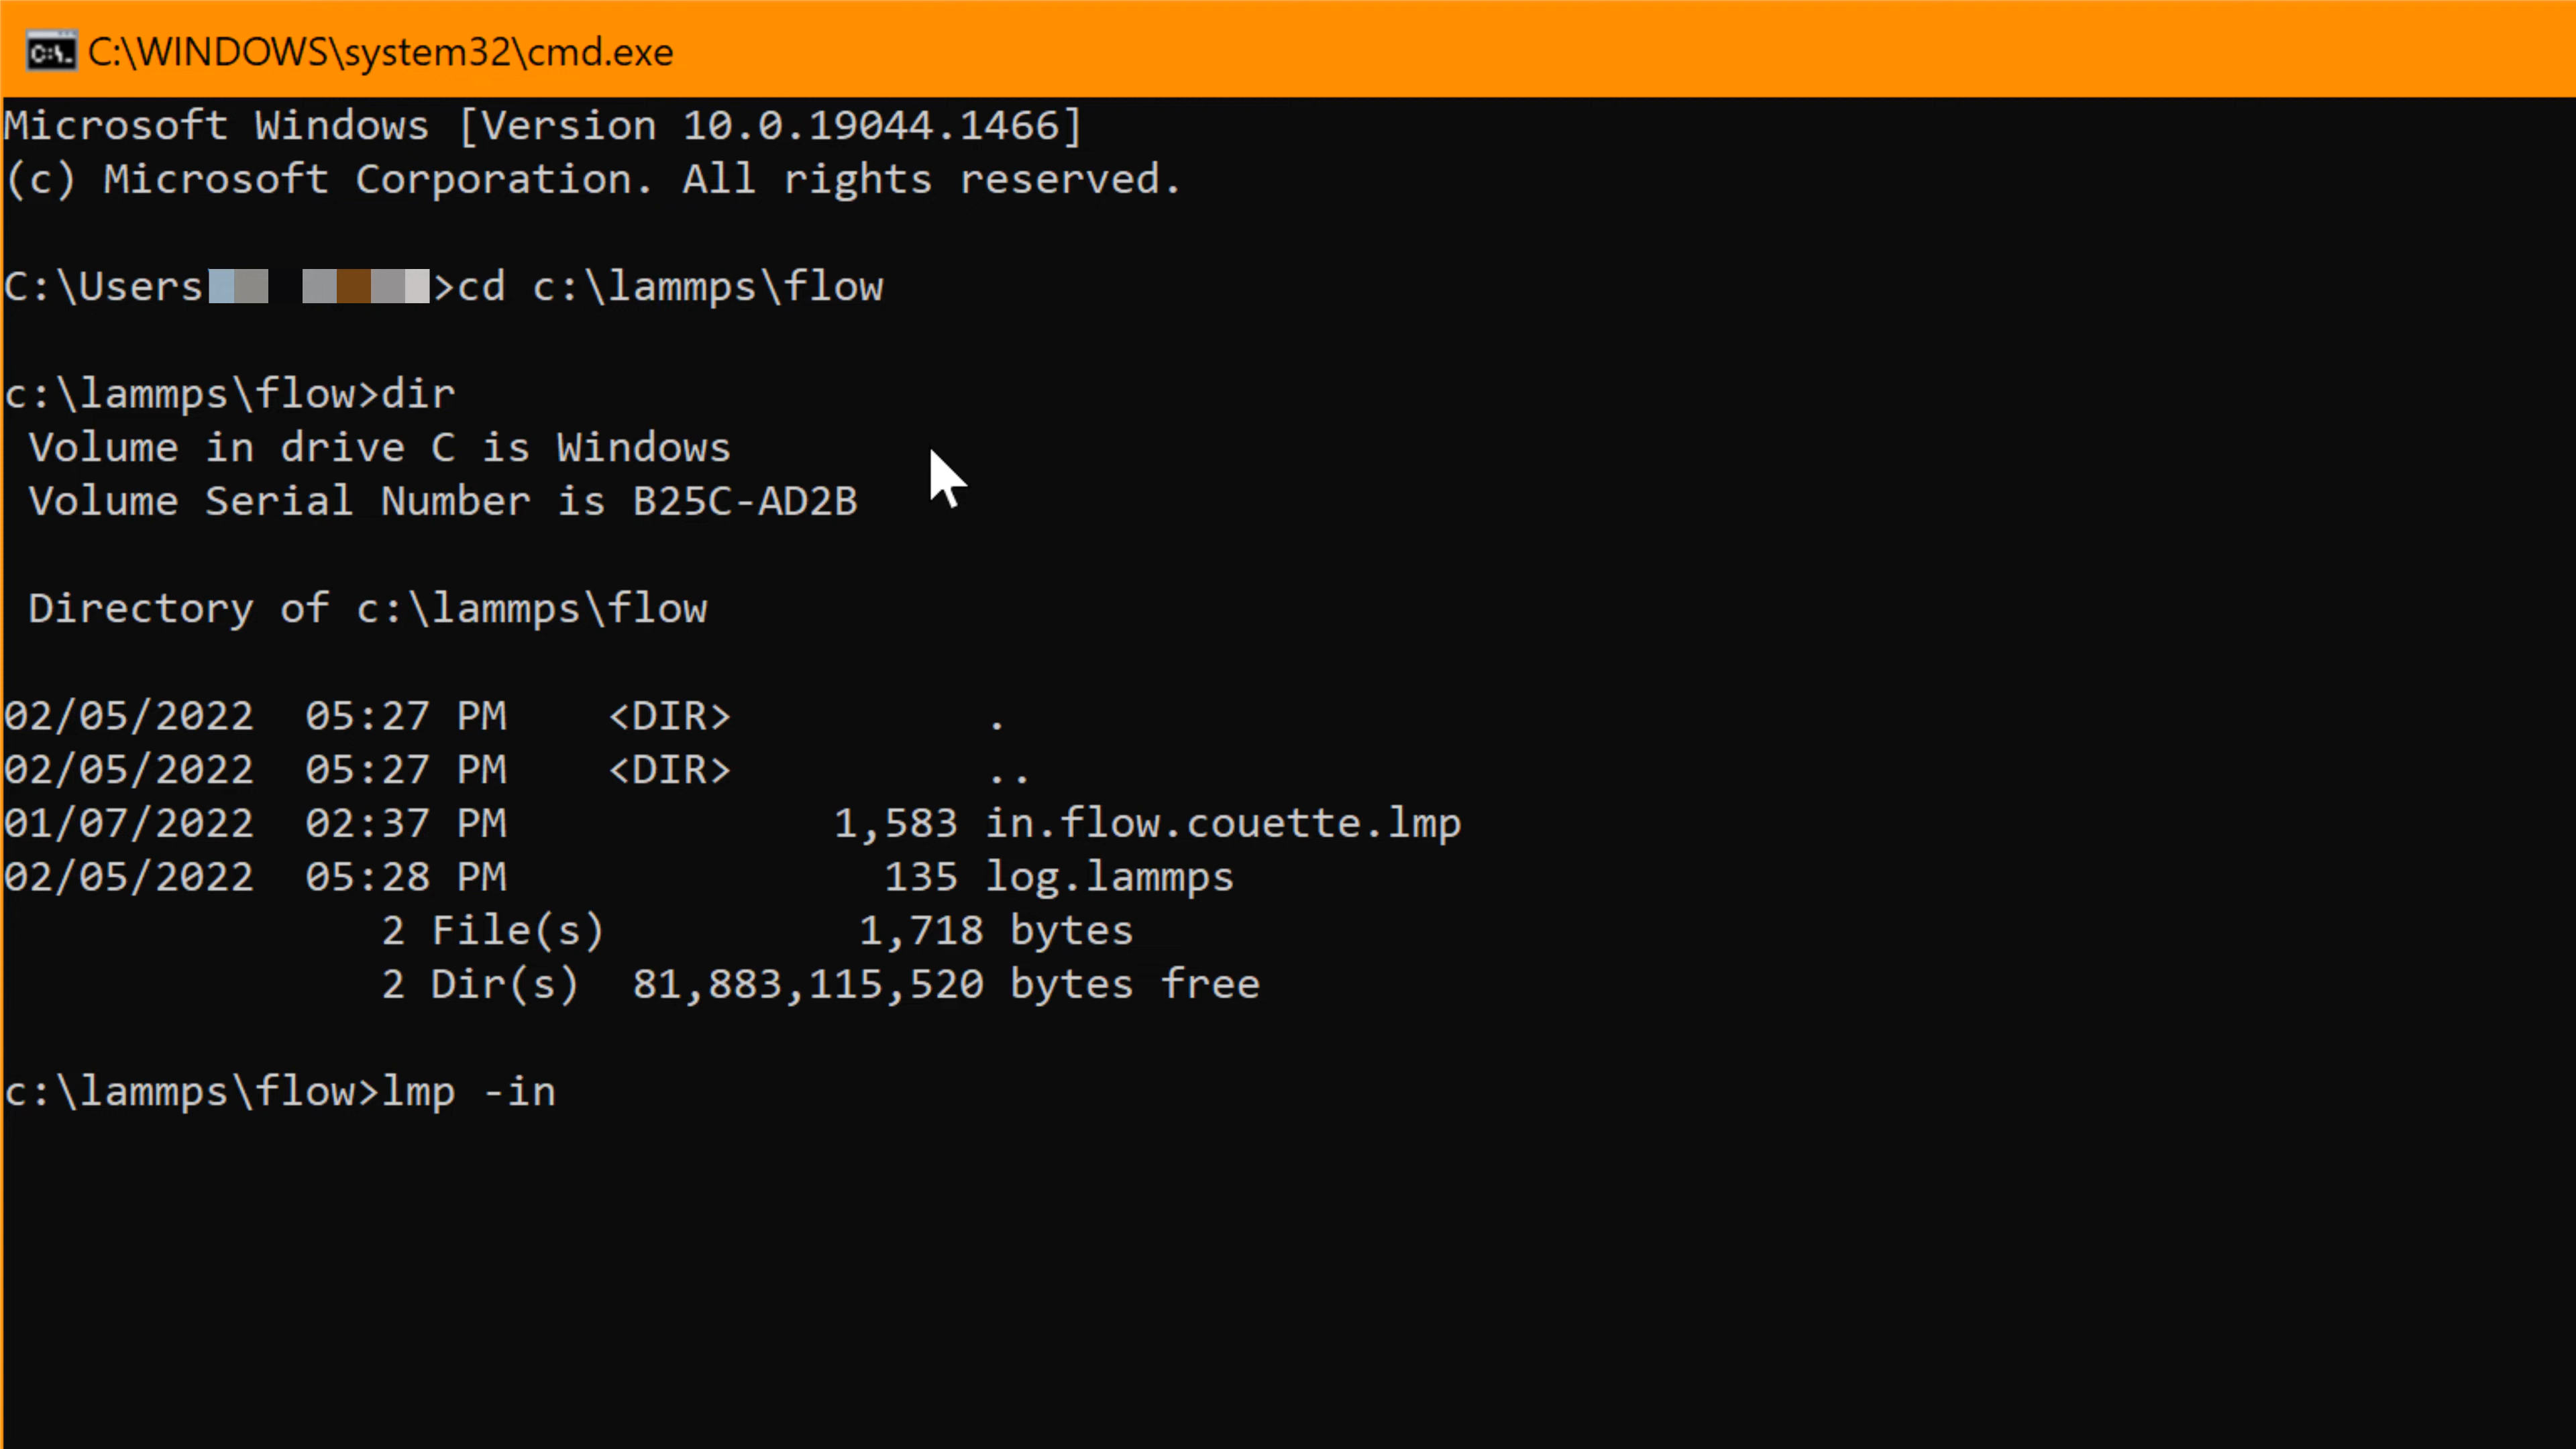 C:\WINDOWS\system32\cmd.exe
Microsoft Windows [Version 10.0.19044.1466]
(c) Microsoft Corporation. All rights reserved.
C:\Users>cd c:\lammps\flow
c:\lammps\flow>dir
Volume in drive C is Windows
Volume Serial Number is B25C-AD2B
Directory of c:\lammps\flow
02/05/2022  05:27 PM    <DIR>          .
02/05/2022  05:27 PM    <DIR>          ..
01/07/2022  02:37 PM             1,583 in.flow.couette.lmp
02/05/2022  05:28 PM               135 log.lammps
2 File(s)          1,718 bytes
2 Dir(s)  81,883,115,520 bytes free
c:\lammps\flow>lmp -in